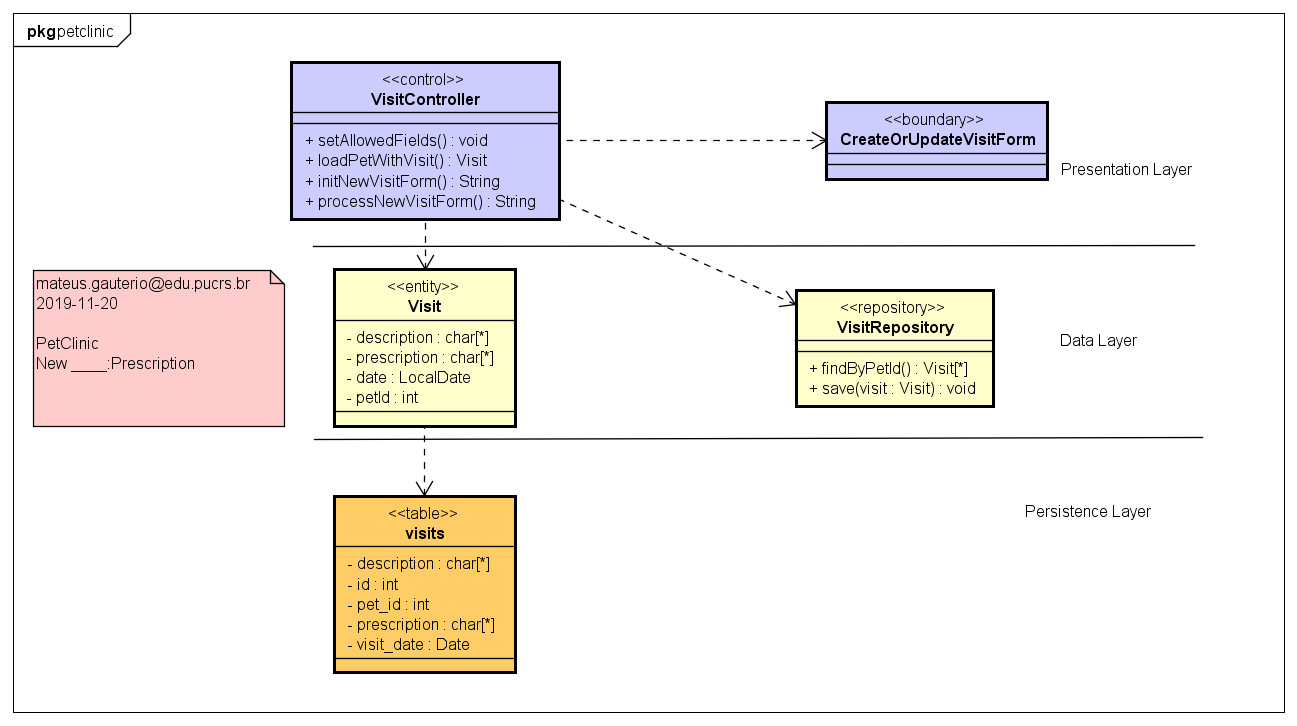 pkg petclinic
<<control>>
VisitController
+ setAllowedFields() : void
+ loadPetWithVisit() : Visit
+ initNewVisitForm() : String
+ processNewVisitForm() : String
<<boundary>>
CreateOrUpdateVisitForm
Presentation Layer
mateus.gauterio@edu.pucrs.br
2019-11-20
PetClinic
New ____:Prescription
<<entity>>
Visit
- description : char[*]
- prescription : char[*]
- date : LocalDate
- petId : int
<<repository>>
VisitRepository
+ findByPetId() : Visit[*]
+ save(visit : Visit) : void
Data Layer
<<table>>
visits
- description : char[*]
- id : int
- pet_id : int
- prescription : char[*]
- visit_date : Date
Persistence Layer